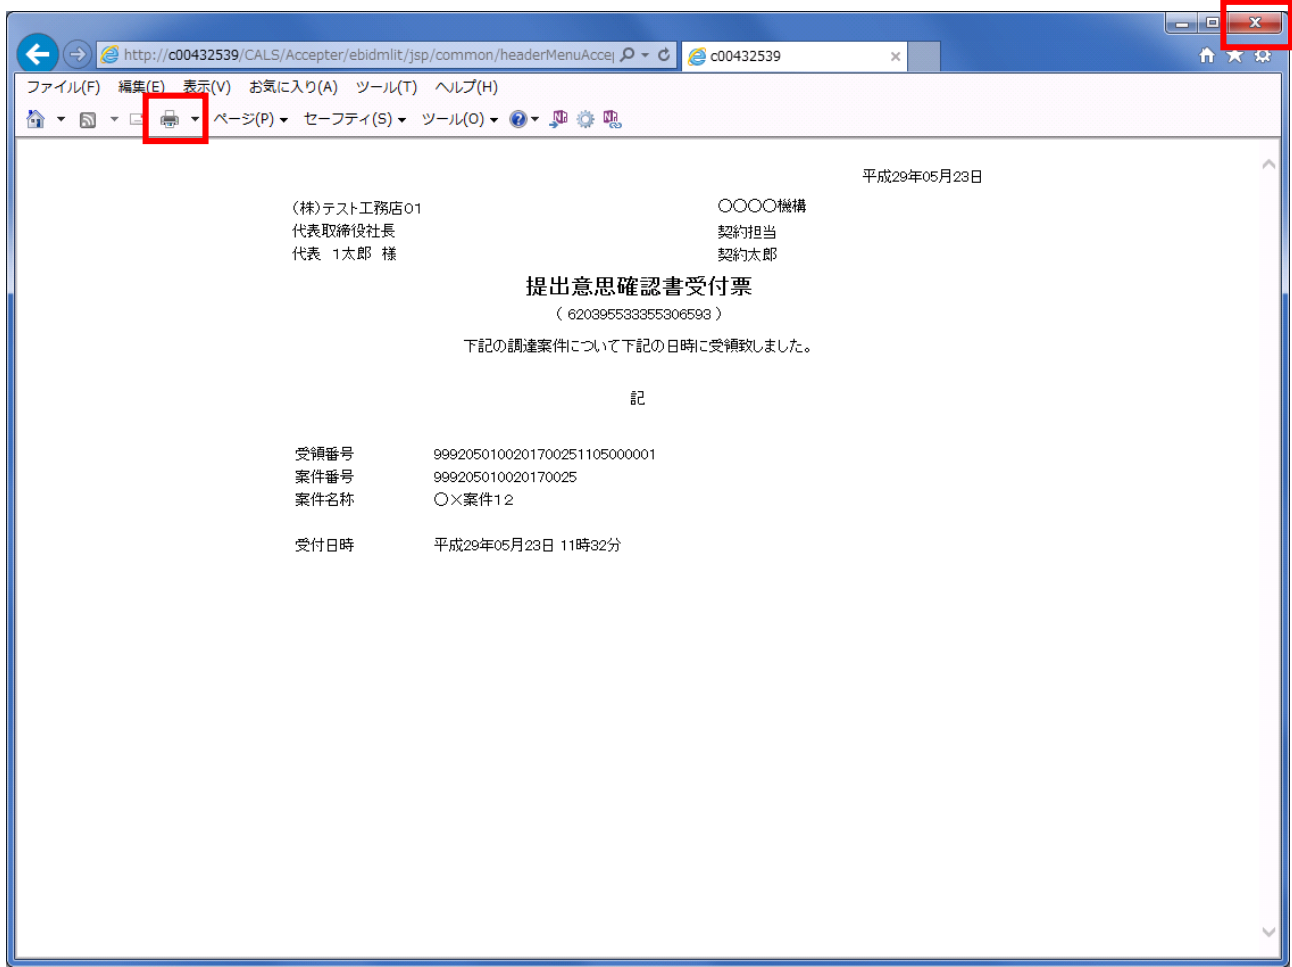 http://c00432539/CALS/Accepter/ebidmlit/jsp/common/headerMenuAccej
c00432539
ファイル(F) 編集(E) 表示(V) お気に入り(A) ツール(T) ヘルプ(H)
ページ(P) セーフティ(S) ツール(O)
平成29年05月23日
(株)テスト工務店01
代表取締役社長
代表 1太郎 様
〇〇〇〇機構
契約担当
契約太郎
提出意思確認書受付票
( 620395533355306593 )
下記の調達案件について下記の日時に受領致しました。
記
受領番号 9992050100201700251105000001
案件番号 999205010020170025
案件名称 〇×案件12
受付日時 平成29年05月23日 11時32分